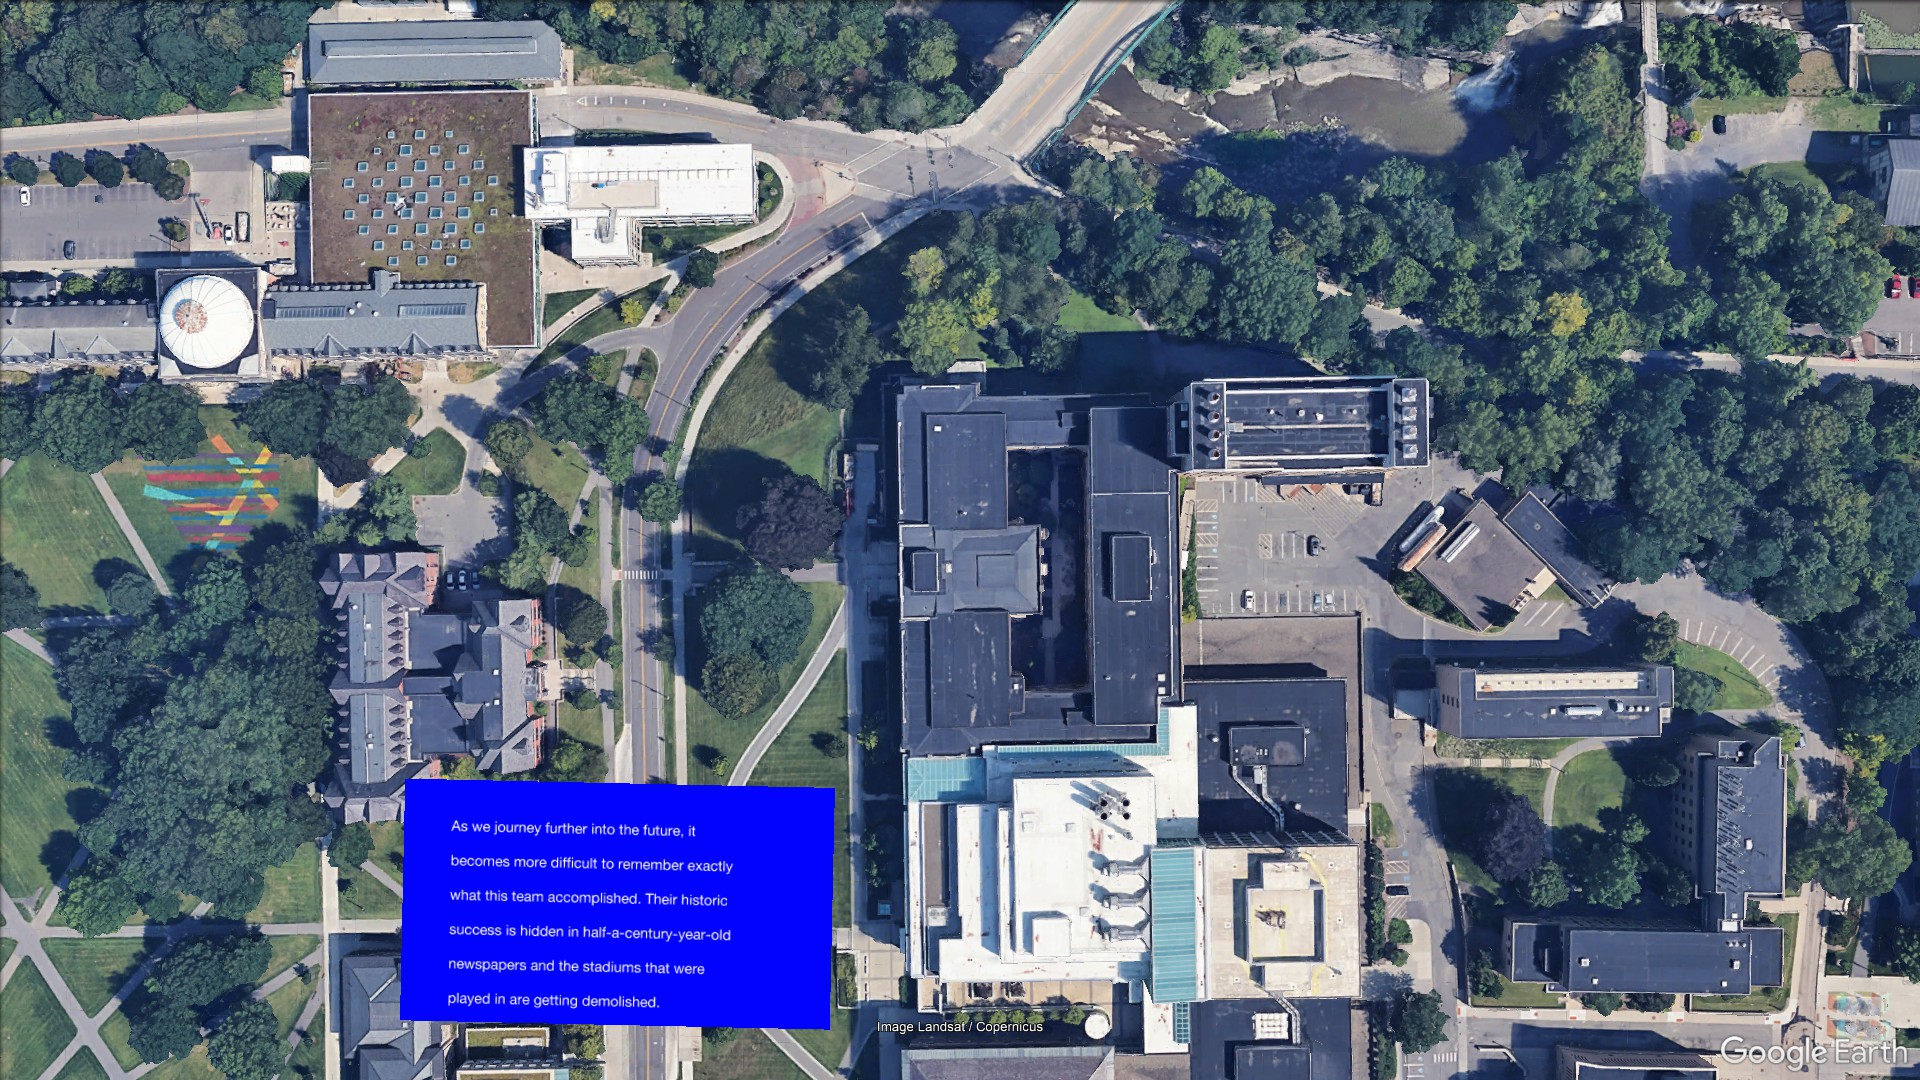 As we journey further into the future, it
becomes more difficult to remember exactly
what this team accomplished. Their historic
success is hidden in half-a-century-year-old
newspapers and the stadiums that were
played in are getting demolished.
Image Landsat / Copernicus
Google Earth